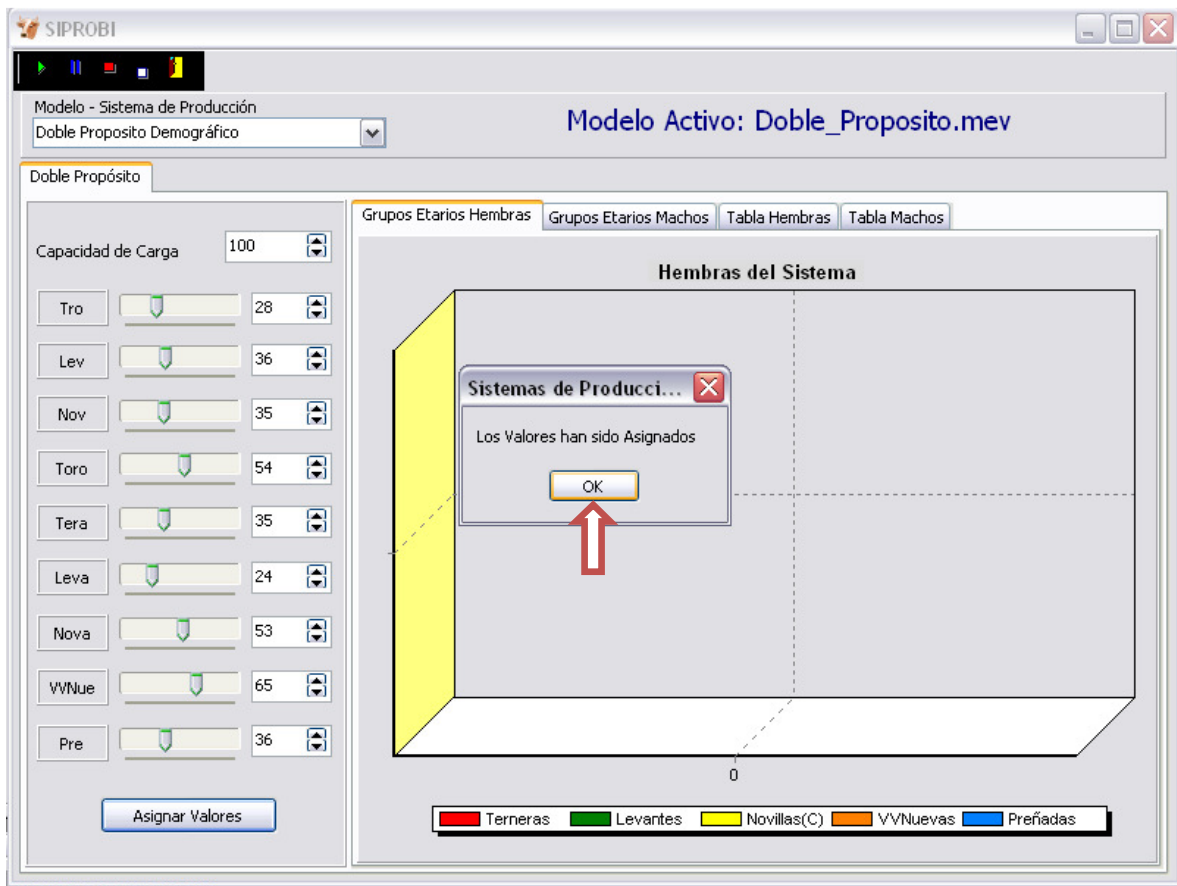 SIPROBI
Modelo - Sistema de Producción
Doble Proposito Demográfico
Modelo Activo: Doble_Proposito.mev
Doble Propósito
Capacidad de Carga 100
Tro 28
Lev 36
Nov 35
Toro 54
Tera 35
Leva 24
Nova 53
VVNue 65
Pre 36
Asignar Valores
Grupos Etarios Hembras Grupos Etarios Machos Tabla Hembras Tabla Machos
Hembras del Sistema
Sistemas de Producci...
Los Valores han sido Asignados
OK
0
Terneras Levantes Novillas(C) VVNuevas Preñadas